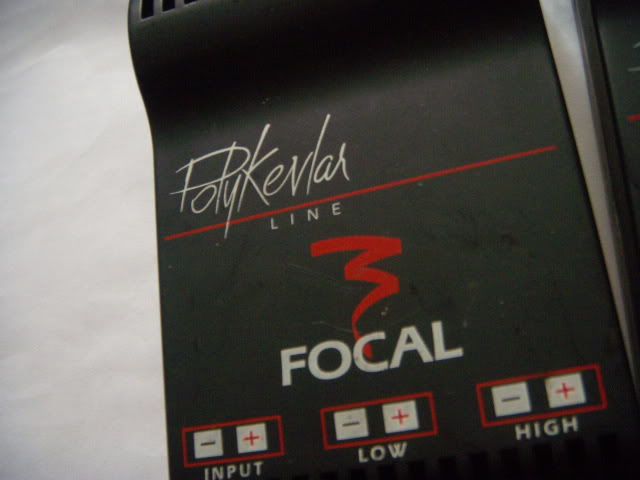 PolyKevlar
LINE
FOCAL
- + - + - +
INPUT LOW HIGH